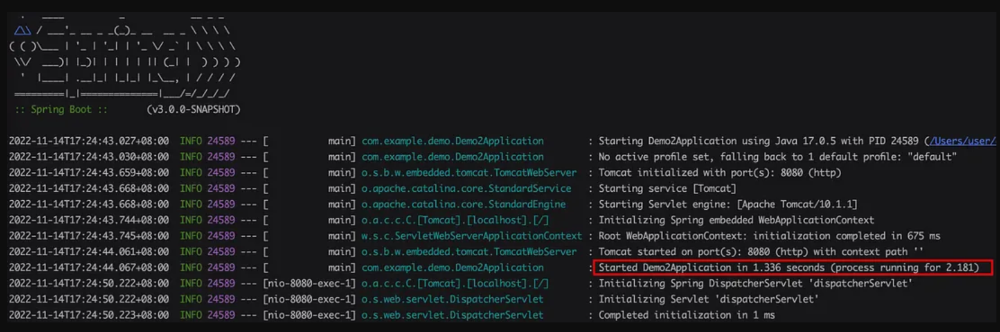 :: Spring Boot ::       (v3.0.0-SNAPSHOT)
2022-11-14T17:24:43.027+08:00  INFO 24589 --- [           main] com.example.demo.Demo2Application        : Starting Demo2Application using Java 17.0.5 with PID 24589 (/Users/user/
2022-11-14T17:24:43.030+08:00  INFO 24589 --- [           main] com.example.demo.Demo2Application        : No active profile set, falling back to 1 default profile: "default"
2022-11-14T17:24:43.659+08:00  INFO 24589 --- [           main] o.s.b.w.embedded.tomcat.TomcatWebServer  : Tomcat initialized with port(s): 8080 (http)
2022-11-14T17:24:43.668+08:00  INFO 24589 --- [           main] o.apache.catalina.core.StandardService   : Starting service [Tomcat]
2022-11-14T17:24:43.668+08:00  INFO 24589 --- [           main] o.apache.catalina.core.StandardEngine    : Starting Servlet engine: [Apache Tomcat/10.1.1]
2022-11-14T17:24:43.744+08:00  INFO 24589 --- [           main] o.a.c.c.C.[Tomcat].[localhost].[/]       : Initializing Spring embedded WebApplicationContext
2022-11-14T17:24:43.745+08:00  INFO 24589 --- [           main] w.s.c.ServletWebServerApplicationContext : Root WebApplicationContext: initialization completed in 675 ms
2022-11-14T17:24:44.061+08:00  INFO 24589 --- [           main] o.s.b.w.embedded.tomcat.TomcatWebServer  : Tomcat started on port(s): 8080 (http) with context path ''
2022-11-14T17:24:44.067+08:00  INFO 24589 --- [           main] com.example.demo.Demo2Application        : Started Demo2Application in 1.336 seconds (process running for 2.181)
2022-11-14T17:24:50.222+08:00  INFO 24589 --- [nio-8080-exec-1] o.a.c.c.C.[Tomcat].[localhost].[/]       : Initializing Spring DispatcherServlet 'dispatcherServlet'
2022-11-14T17:24:50.222+08:00  INFO 24589 --- [nio-8080-exec-1] o.s.web.servlet.DispatcherServlet        : Initializing Servlet 'dispatcherServlet'
2022-11-14T17:24:50.223+08:00  INFO 24589 --- [nio-8080-exec-1] o.s.web.servlet.DispatcherServlet        : Completed initialization in 1 ms